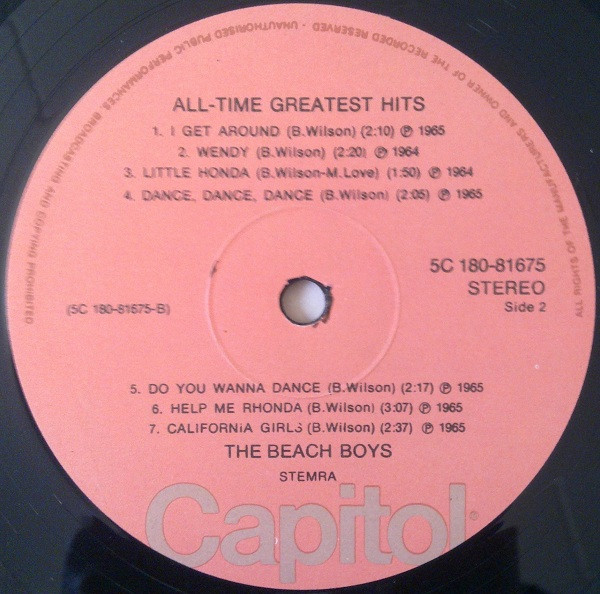 ALL RIGHTS OF THE MANUFACTURERS AND OWNER OF THE RECORDED RESERVED · UNAUTHORISED PUBLIC PERFORMANCES BROADCASTING AND COPYING PROHIBITED
ALL-TIME GREATEST HITS
1. I GET AROUND (B.Wilson) (2:10) ℗ 1965
2. WENDY (B.Wilson) (2:20) ℗ 1964
3. LITTLE HONDA (B.Wilson-M.Love) (1:50) ℗ 1964
4. DANCE, DANCE, DANCE (B.Wilson) (2:05) ℗ 1965
5C 180-81675
STEREO
Side 2
(5C 180-81675-B)
5. DO YOU WANNA DANCE (B.Wilson) (2:17) ℗ 1965
6. HELP ME RHONDA (B.Wilson) (3:07) ℗ 1965
7. CALIFORNiA GIRLS (B.Wilson) (2:37) ℗ 1965
THE BEACH BOYS
STEMRA
Capitol®